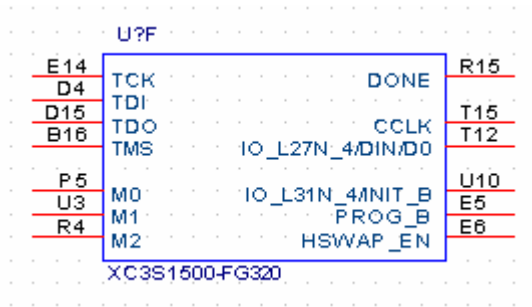 U?F
E14 TCK DONE R15
D4 TDI
D15 TDO CCLK T15
B16 TMS IO_L27N_4/DIN/D0 T12
P5 M0 IO_L31N_4/INIT_B U10
U3 M1 PROG_B E5
R4 M2 HSWAP_EN E6
XC3S1500-FG320